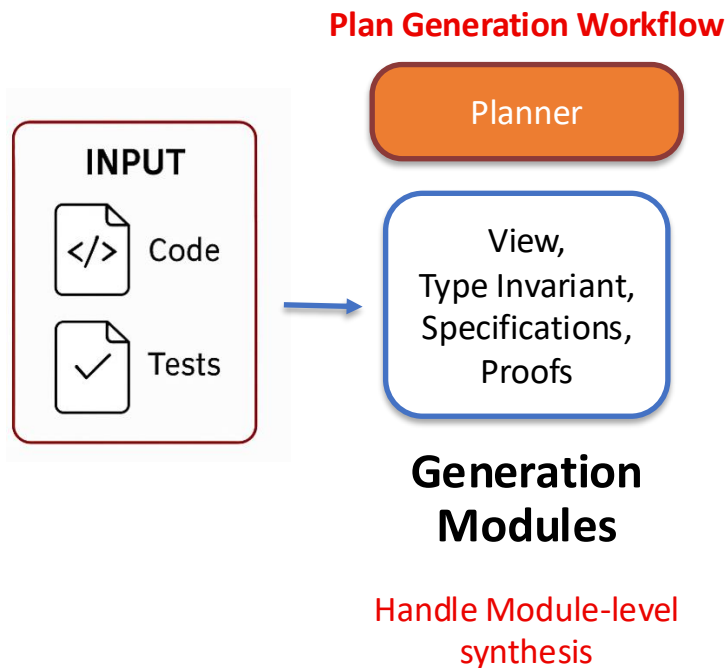 Plan Generation Workflow
Planner
INPUT
</> Code
Tests
View,
Type Invariant,
Specifications,
Proofs
Generation
Modules
Handle Module-level
synthesis